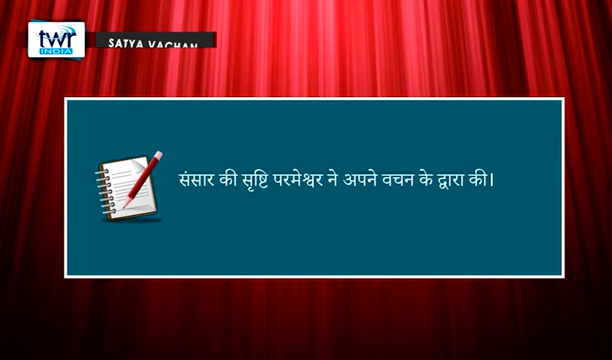 twr
INDIA
SATYA VACHAN
संसार की सृष्टि परमेश्वर ने अपने वचन के द्वारा की।